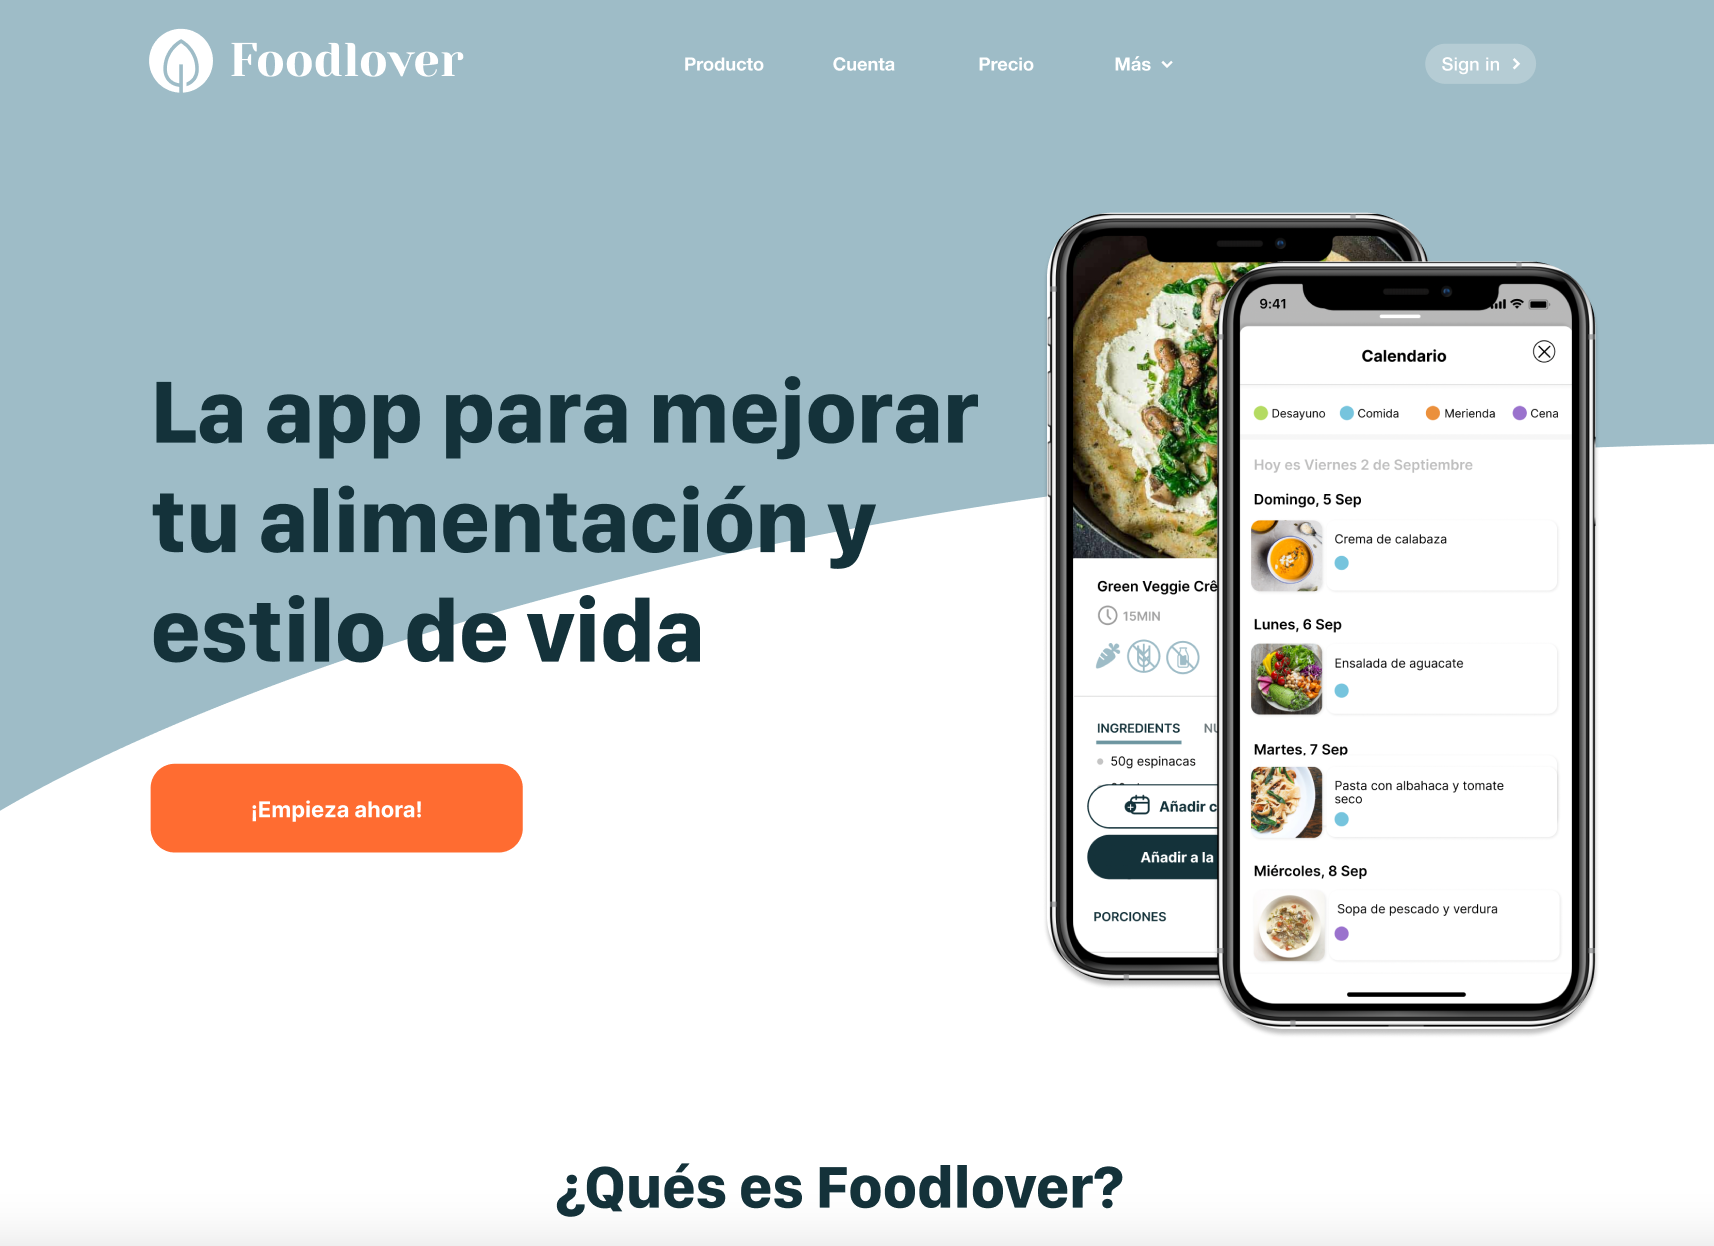 Foodlover
Producto
Cuenta
Precio
Más
Sign in
La app para mejorar
tu alimentación y
estilo de vida
¡Empieza ahora!
Green Veggie Crê
15MIN
INGREDIENTS
50g espinacas
Añadir c
Añadir a la
PORCIONES
9:41
Calendario
Desayuno
Comida
Merienda
Cena
Hoy es Viernes 2 de Septiembre
Domingo, 5 Sep
Crema de calabaza
Lunes, 6 Sep
Ensalada de aguacate
Martes, 7 Sep
Pasta con albahaca y tomate
seco
Miércoles, 8 Sep
Sopa de pescado y verdura
¿Qués es Foodlover?